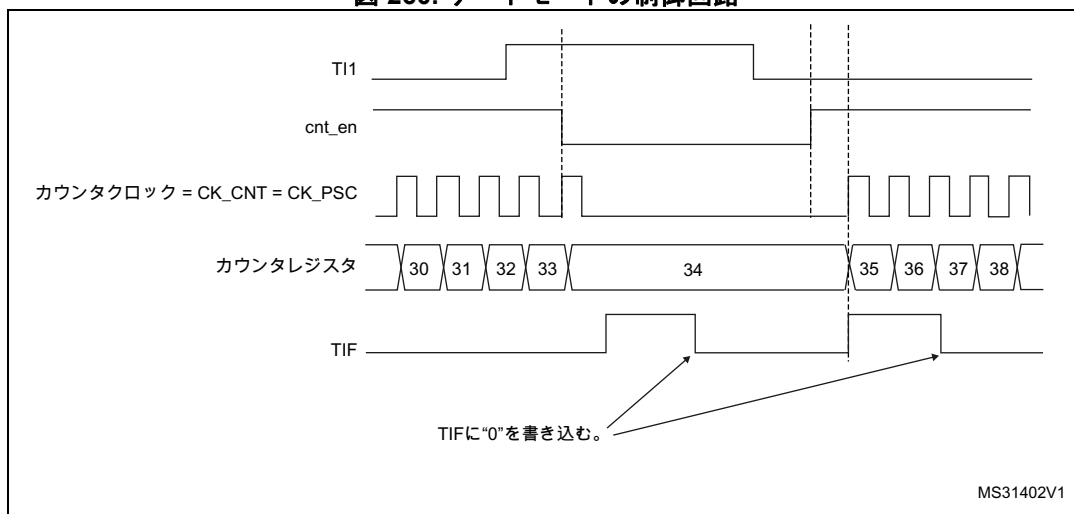 TI1
cnt_en
カウンタクロック = CK_CNT = CK_PSC
カウンタレジスタ 30 31 32 33 34 35 36 37 38
TIF
TIFに“0”を書き込む。
MS31402V1